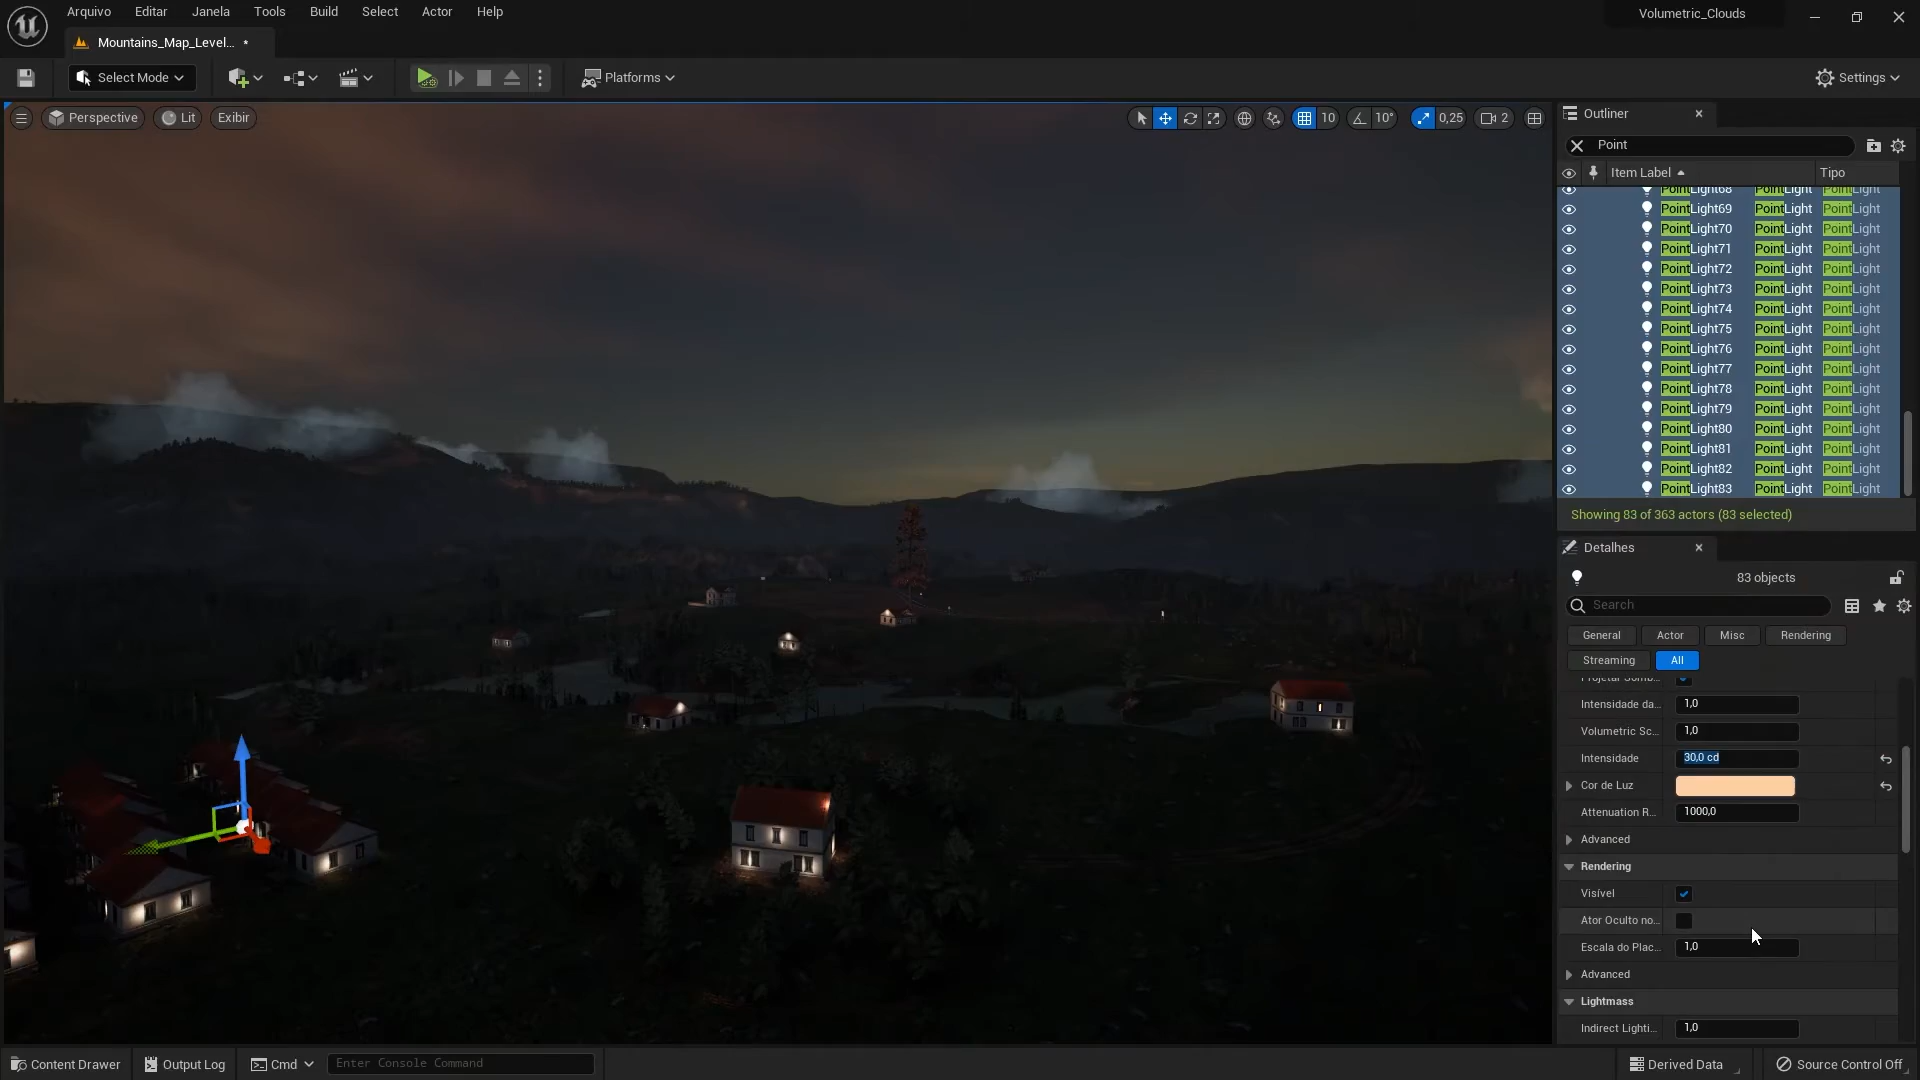 Arquivo Editar Janela Tools Build Select Actor Help
Volumetric_Clouds
Mountains_Map_Level... •
Select Mode
Platforms
Settings
Perspective Lit Exibir
10 10° 0,25 2
Outliner
Point
Item Label Tipo
PointLight68 PointLight PointLight
PointLight69 PointLight PointLight
PointLight70 PointLight PointLight
PointLight71 PointLight PointLight
PointLight72 PointLight PointLight
PointLight73 PointLight PointLight
PointLight74 PointLight PointLight
PointLight75 PointLight PointLight
PointLight76 PointLight PointLight
PointLight77 PointLight PointLight
PointLight78 PointLight PointLight
PointLight79 PointLight PointLight
PointLight80 PointLight PointLight
PointLight81 PointLight PointLight
PointLight82 PointLight PointLight
PointLight83 PointLight PointLight
Showing 83 of 363 actors (83 selected)
Detalhes
83 objects
Search
General Actor Misc Rendering
Streaming All
Projetar Somb...
Intensidade da... 1,0
Volumetric Sc... 1,0
Intensidade 30,0 cd
Cor de Luz
Attenuation R... 1000,0
Advanced
Rendering
Visível
Ator Oculto no...
Escala do Plac... 1,0
Advanced
Lightmass
Indirect Lighti... 1,0
Content Drawer Output Log Cmd Enter Console Command Derived Data Source Control Off